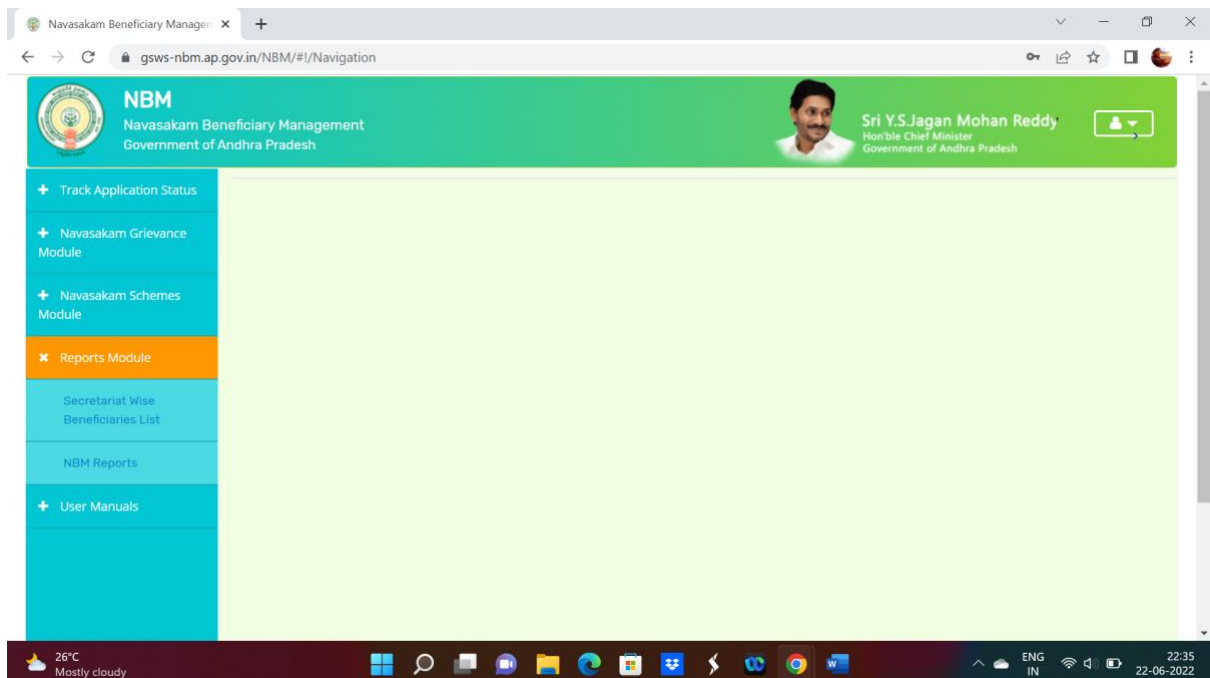 Navasakam Beneficiary Managem
gsws-nbm.ap.gov.in/NBM/#!/Navigation
NBM
Navasakam Beneficiary Management
Government of Andhra Pradesh
Sri Y.S.Jagan Mohan Reddy
Hon'ble Chief Minister
Government of Andhra Pradesh
Track Application Status
Navasakam Grievance
Module
Navasakam Schemes
Module
Reports Module
Secretariat Wise
Beneficiaries List
NBM Reports
User Manuals
26°C
Mostly cloudy
ENG
IN
22:35
22-06-2022